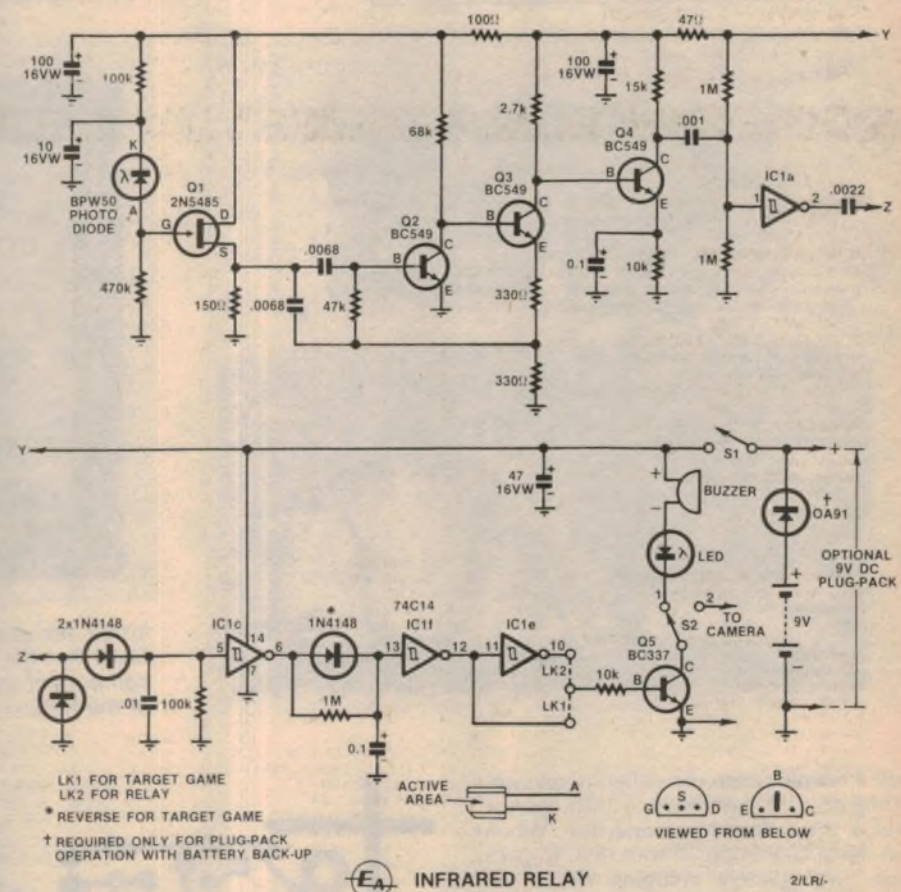 100Ω
47Ω
Y
100
16VW
+
-
100k
10
16VW
+
-
K
λ
A
BPW50
PHOTO
DIODE
Q1
2N5485
G
D
S
470k
150Ω
.0068
.0068
47k
68k
Q2
BC549
B
C
E
Q3
BC549
B
C
E
2.7k
330Ω
330Ω
100
16VW
+
-
15k
Q4
BC549
B
C
E
0.1
10k
.001
1M
1M
IC1a
1
2
.0022
Z
Y
47
16VW
+
-
+
-
BUZZER
λ
LED
1
2
TO
CAMERA
S2
S1
+
†
OA91
+
9V
-
OPTIONAL
9V DC
PLUG-PACK
Z
2x1N4148
.01
100k
IC1c
5
14
6
7
*
1N4148
1M
0.1
+
-
74C14
IC1f
13
12
IC1e
11
10
LK2
LK1
10k
Q5
BC337
B
C
E
LK1 FOR TARGET GAME
LK2 FOR RELAY
* REVERSE FOR TARGET GAME
† REQUIRED ONLY FOR PLUG-PACK
OPERATION WITH BATTERY BACK-UP
ACTIVE
AREA
A
K
G
S
D
B
E
C
VIEWED FROM BELOW
EA
INFRARED RELAY
2/LR/-